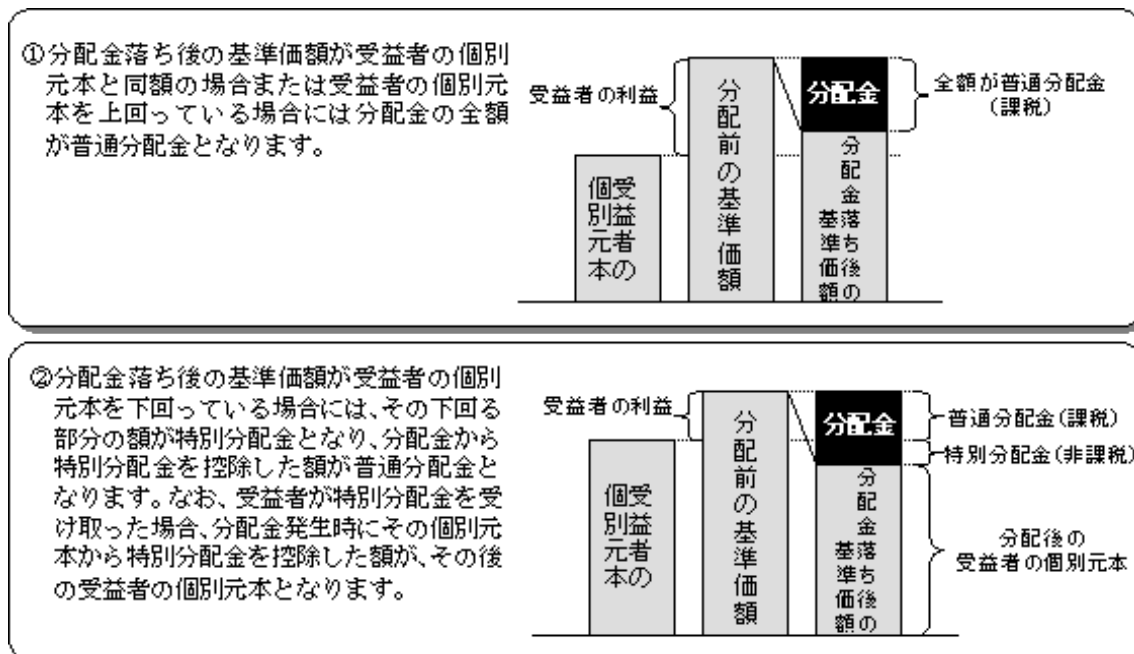 ①分配金落ち後の基準価額が受益者の個別
元本と同額の場合または受益者の個別元
本を上回っている場合には分配金の全額
が普通分配金となります。
受益者の利益
受益者の
個別元本
分配前の基準価額
分配金
分配金落ち後の
基準価額
全額が普通分配金
(課税)
②分配金落ち後の基準価額が受益者の個別
元本を下回っている場合には、その下回る
部分の額が特別分配金となり、分配金から
特別分配金を控除した額が普通分配金と
なります。なお、受益者が特別分配金を受
け取った場合、分配金発生時にその個別元
本から特別分配金を控除した額が、その後
の受益者の個別元本となります。
受益者の利益
受益者の
個別元本
分配前の基準価額
分配金
分配金落ち後の
基準価額
普通分配金(課税)
特別分配金(非課税)
分配後の
受益者の個別元本